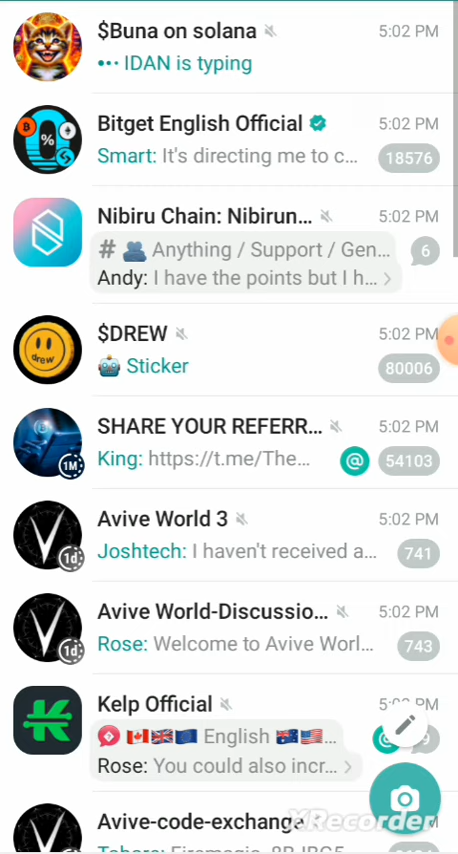 $Buna on solana 5:02 PM
••• IDAN is typing
Bitget English Official 5:02 PM
%
Smart: It's directing me to c... 18576
Nibiru Chain: Nibirun... 5:02 PM
# 👥 Anything / Support / Gen... 6
Andy: I have the points but I h... >
$DREW 5:02 PM
drew
🤖 Sticker 80006
SHARE YOUR REFERR... 5:02 PM
King: https://t.me/The... @ 54103
1M
Avive World 3 5:02 PM
Joshtech: I haven't received a... 741
1d
Avive World-Discussio... 5:02 PM
Rose: Welcome to Avive Worl... 743
1d
Kelp Official 5:02 PM
🇨🇦🇬🇧🇪🇺 English 🇦🇺🇺🇸...
Rose: You could also incr... >
Avive-code-exchange
XRecorder